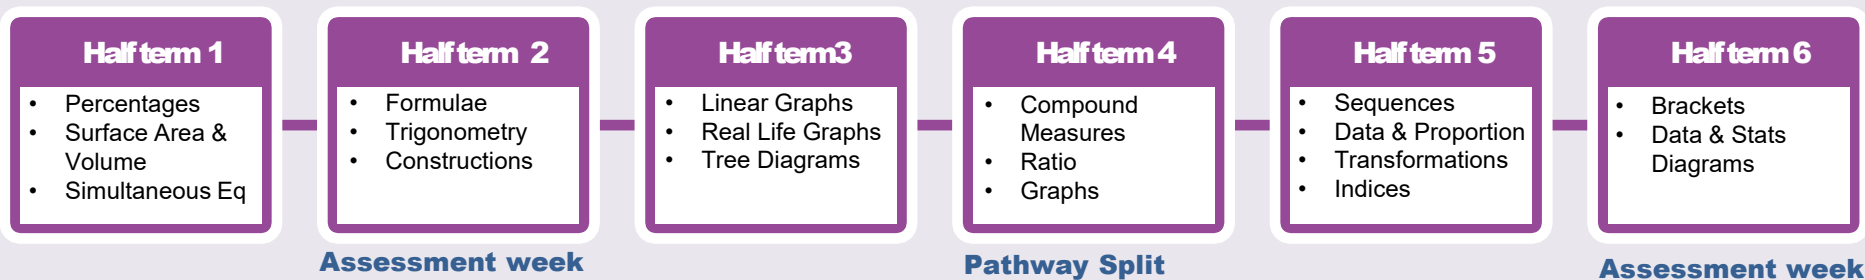 Half term 1
• Percentages
• Surface Area &
Volume
• Simultaneous Eq
Half term 2
• Formulae
• Trigonometry
• Constructions
Assessment week
Half term3
• Linear Graphs
• Real Life Graphs
• Tree Diagrams
Half term 4
• Compound
Measures
• Ratio
• Graphs
Pathway Split
Half term 5
• Sequences
• Data & Proportion
• Transformations
• Indices
Half term 6
• Brackets
• Data & Stats
Diagrams
Assessment week